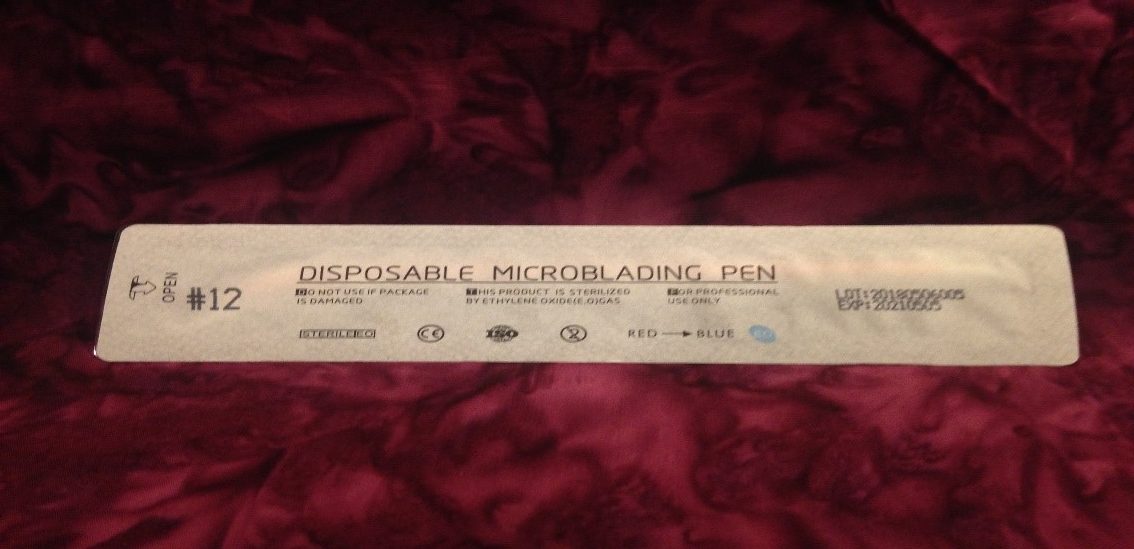 OPEN
#12
DISPOSABLE MICROBLADING PEN
DO NOT USE IF PACKAGE
IS DAMAGED
THIS PRODUCT IS STERILIZED
BY ETHYLENE OXIDE(E.O)GAS
FOR PROFESSIONAL
USE ONLY
STERILE EO
CE
ISO
2
RED → BLUE
LOT:20180506005
EXP:20210505